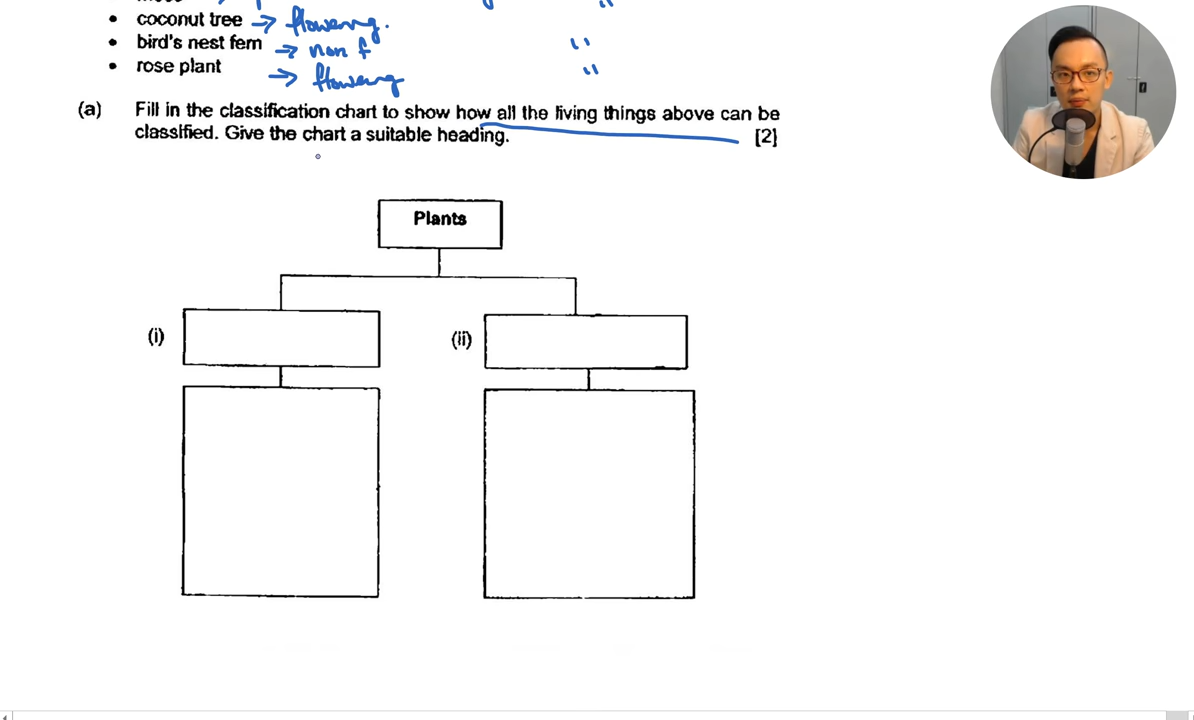 • coconut tree → flowering.
• bird's nest fern → non f "
• rose plant → flowering "
(a) Fill in the classification chart to show how all the living things above can be
classified. Give the chart a suitable heading. [2]
Plants
(i) (ii)